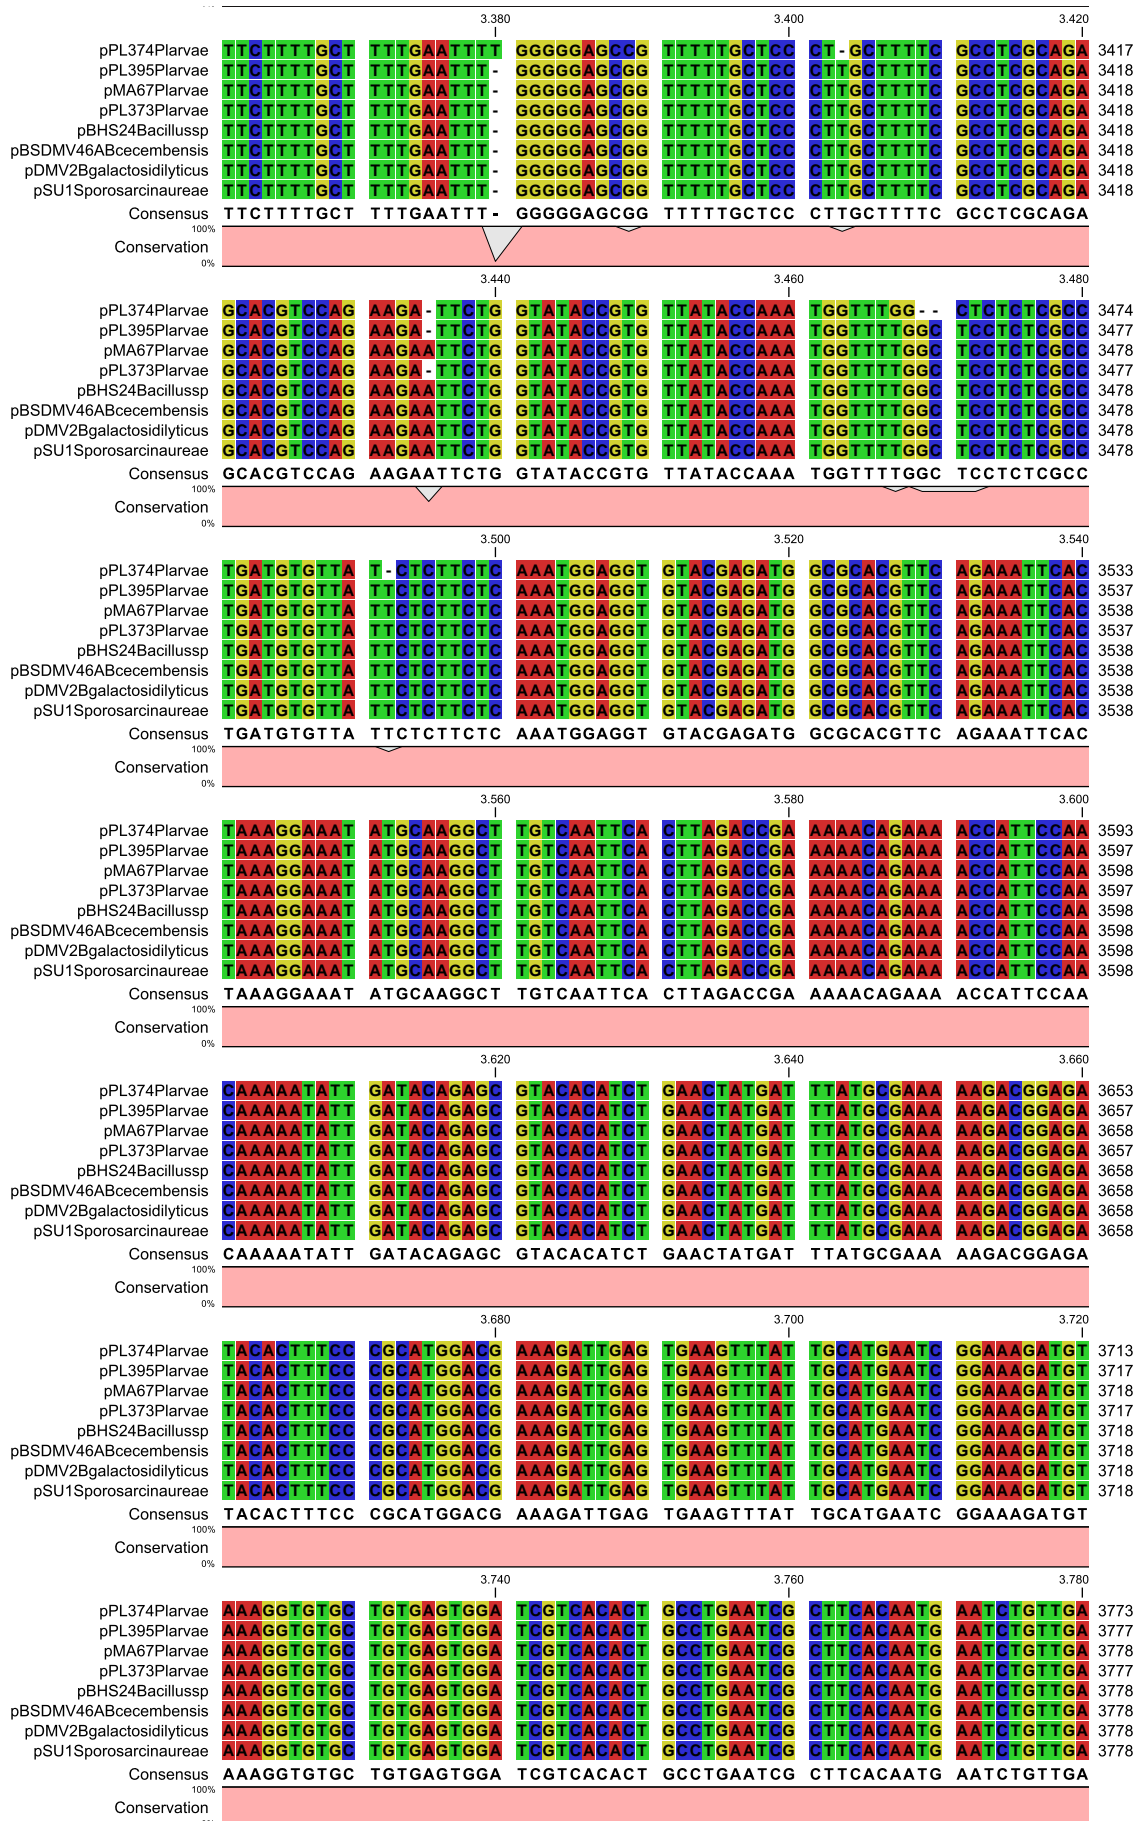 3.380 3.400 3.420
pPL374Plarvae TTCTTTTGCT TTTGAATTTT GGGGGAGCCG TTTTTGCTCC CT-GCTTTTC GCCTCGCAGA 3417
pPL395Plarvae TTCTTTTGCT TTTGAATTT- GGGGGAGCGG TTTTTGCTCC CTTGCTTTTC GCCTCGCAGA 3418
pMA67Plarvae TTCTTTTGCT TTTGAATTT- GGGGGAGCGG TTTTTGCTCC CTTGCTTTTC GCCTCGCAGA 3418
pPL373Plarvae TTCTTTTGCT TTTGAATTT- GGGGGAGCGG TTTTTGCTCC CTTGCTTTTC GCCTCGCAGA 3418
pBHS24Bacillussp TTCTTTTGCT TTTGAATTT- GGGGGAGCGG TTTTTGCTCC CTTGCTTTTC GCCTCGCAGA 3418
pBSDMV46ABcecembensis TTCTTTTGCT TTTGAATTT- GGGGGAGCGG TTTTTGCTCC CTTGCTTTTC GCCTCGCAGA 3418
pDMV2Bgalactosidilyticus TTCTTTTGCT TTTGAATTT- GGGGGAGCGG TTTTTGCTCC CTTGCTTTTC GCCTCGCAGA 3418
pSU1Sporosarcinaureae TTCTTTTGCT TTTGAATTT- GGGGGAGCGG TTTTTGCTCC CTTGCTTTTC GCCTCGCAGA 3418
Consensus TTCTTTTGCT TTTGAATTT- GGGGGAGCGG TTTTTGCTCC CTTGCTTTTC GCCTCGCAGA
100%
Conservation
0%
3.440 3.460 3.480
pPL374Plarvae GCACGTCCAG AAGA-TTCTG GTATACCGTG TTATACCAAA TGGTTTGG-- CTCTCTCGCC 3474
pPL395Plarvae GCACGTCCAG AAGA-TTCTG GTATACCGTG TTATACCAAA TGGTTTTGGC TCCTCTCGCC 3477
pMA67Plarvae GCACGTCCAG AAGAATTCTG GTATACCGTG TTATACCAAA TGGTTTTGGC TCCTCTCGCC 3478
pPL373Plarvae GCACGTCCAG AAGA-TTCTG GTATACCGTG TTATACCAAA TGGTTTTGGC TCCTCTCGCC 3477
pBHS24Bacillussp GCACGTCCAG AAGAATTCTG GTATACCGTG TTATACCAAA TGGTTTTGGC TCCTCTCGCC 3478
pBSDMV46ABcecembensis GCACGTCCAG AAGAATTCTG GTATACCGTG TTATACCAAA TGGTTTTGGC TCCTCTCGCC 3478
pDMV2Bgalactosidilyticus GCACGTCCAG AAGAATTCTG GTATACCGTG TTATACCAAA TGGTTTTGGC TCCTCTCGCC 3478
pSU1Sporosarcinaureae GCACGTCCAG AAGAATTCTG GTATACCGTG TTATACCAAA TGGTTTTGGC TCCTCTCGCC 3478
Consensus GCACGTCCAG AAGAATTCTG GTATACCGTG TTATACCAAA TGGTTTTGGC TCCTCTCGCC
100%
Conservation
0%
3.500 3.520 3.540
pPL374Plarvae TGATGTGTTA T-CTCTTCTC AAATGGAGGT GTACGAGATG GCGCACGTTC AGAAATTCAC 3533
pPL395Plarvae TGATGTGTTA TTCTCTTCTC AAATGGAGGT GTACGAGATG GCGCACGTTC AGAAATTCAC 3537
pMA67Plarvae TGATGTGTTA TTCTCTTCTC AAATGGAGGT GTACGAGATG GCGCACGTTC AGAAATTCAC 3538
pPL373Plarvae TGATGTGTTA TTCTCTTCTC AAATGGAGGT GTACGAGATG GCGCACGTTC AGAAATTCAC 3537
pBHS24Bacillussp TGATGTGTTA TTCTCTTCTC AAATGGAGGT GTACGAGATG GCGCACGTTC AGAAATTCAC 3538
pBSDMV46ABcecembensis TGATGTGTTA TTCTCTTCTC AAATGGAGGT GTACGAGATG GCGCACGTTC AGAAATTCAC 3538
pDMV2Bgalactosidilyticus TGATGTGTTA TTCTCTTCTC AAATGGAGGT GTACGAGATG GCGCACGTTC AGAAATTCAC 3538
pSU1Sporosarcinaureae TGATGTGTTA TTCTCTTCTC AAATGGAGGT GTACGAGATG GCGCACGTTC AGAAATTCAC 3538
Consensus TGATGTGTTA TTCTCTTCTC AAATGGAGGT GTACGAGATG GCGCACGTTC AGAAATTCAC
100%
Conservation
0%
3.560 3.580 3.600
pPL374Plarvae TAAAGGAAAT ATGCAAGGCT TGTCAATTCA CTTAGACCGA AAAACAGAAA ACCATTCCAA 3593
pPL395Plarvae TAAAGGAAAT ATGCAAGGCT TGTCAATTCA CTTAGACCGA AAAACAGAAA ACCATTCCAA 3597
pMA67Plarvae TAAAGGAAAT ATGCAAGGCT TGTCAATTCA CTTAGACCGA AAAACAGAAA ACCATTCCAA 3598
pPL373Plarvae TAAAGGAAAT ATGCAAGGCT TGTCAATTCA CTTAGACCGA AAAACAGAAA ACCATTCCAA 3597
pBHS24Bacillussp TAAAGGAAAT ATGCAAGGCT TGTCAATTCA CTTAGACCGA AAAACAGAAA ACCATTCCAA 3598
pBSDMV46ABcecembensis TAAAGGAAAT ATGCAAGGCT TGTCAATTCA CTTAGACCGA AAAACAGAAA ACCATTCCAA 3598
pDMV2Bgalactosidilyticus TAAAGGAAAT ATGCAAGGCT TGTCAATTCA CTTAGACCGA AAAACAGAAA ACCATTCCAA 3598
pSU1Sporosarcinaureae TAAAGGAAAT ATGCAAGGCT TGTCAATTCA CTTAGACCGA AAAACAGAAA ACCATTCCAA 3598
Consensus TAAAGGAAAT ATGCAAGGCT TGTCAATTCA CTTAGACCGA AAAACAGAAA ACCATTCCAA
100%
Conservation
0%
3.620 3.640 3.660
pPL374Plarvae CAAAAATATT GATACAGAGC GTACACATCT GAACTATGAT TTATGCGAAA AAGACGGAGA 3653
pPL395Plarvae CAAAAATATT GATACAGAGC GTACACATCT GAACTATGAT TTATGCGAAA AAGACGGAGA 3657
pMA67Plarvae CAAAAATATT GATACAGAGC GTACACATCT GAACTATGAT TTATGCGAAA AAGACGGAGA 3658
pPL373Plarvae CAAAAATATT GATACAGAGC GTACACATCT GAACTATGAT TTATGCGAAA AAGACGGAGA 3657
pBHS24Bacillussp CAAAAATATT GATACAGAGC GTACACATCT GAACTATGAT TTATGCGAAA AAGACGGAGA 3658
pBSDMV46ABcecembensis CAAAAATATT GATACAGAGC GTACACATCT GAACTATGAT TTATGCGAAA AAGACGGAGA 3658
pDMV2Bgalactosidilyticus CAAAAATATT GATACAGAGC GTACACATCT GAACTATGAT TTATGCGAAA AAGACGGAGA 3658
pSU1Sporosarcinaureae CAAAAATATT GATACAGAGC GTACACATCT GAACTATGAT TTATGCGAAA AAGACGGAGA 3658
Consensus CAAAAATATT GATACAGAGC GTACACATCT GAACTATGAT TTATGCGAAA AAGACGGAGA
100%
Conservation
0%
3.680 3.700 3.720
pPL374Plarvae TACACTTTCC CGCATGGACG AAAGATTGAG TGAAGTTTAT TGCATGAATC GGAAAGATGT 3713
pPL395Plarvae TACACTTTCC CGCATGGACG AAAGATTGAG TGAAGTTTAT TGCATGAATC GGAAAGATGT 3717
pMA67Plarvae TACACTTTCC CGCATGGACG AAAGATTGAG TGAAGTTTAT TGCATGAATC GGAAAGATGT 3718
pPL373Plarvae TACACTTTCC CGCATGGACG AAAGATTGAG TGAAGTTTAT TGCATGAATC GGAAAGATGT 3717
pBHS24Bacillussp TACACTTTCC CGCATGGACG AAAGATTGAG TGAAGTTTAT TGCATGAATC GGAAAGATGT 3718
pBSDMV46ABcecembensis TACACTTTCC CGCATGGACG AAAGATTGAG TGAAGTTTAT TGCATGAATC GGAAAGATGT 3718
pDMV2Bgalactosidilyticus TACACTTTCC CGCATGGACG AAAGATTGAG TGAAGTTTAT TGCATGAATC GGAAAGATGT 3718
pSU1Sporosarcinaureae TACACTTTCC CGCATGGACG AAAGATTGAG TGAAGTTTAT TGCATGAATC GGAAAGATGT 3718
Consensus TACACTTTCC CGCATGGACG AAAGATTGAG TGAAGTTTAT TGCATGAATC GGAAAGATGT
100%
Conservation
0%
3.740 3.760 3.780
pPL374Plarvae AAAGGTGTGC TGTGAGTGGA TCGTCACACT GCCTGAATCG CTTCACAATG AATCTGTTGA 3773
pPL395Plarvae AAAGGTGTGC TGTGAGTGGA TCGTCACACT GCCTGAATCG CTTCACAATG AATCTGTTGA 3777
pMA67Plarvae AAAGGTGTGC TGTGAGTGGA TCGTCACACT GCCTGAATCG CTTCACAATG AATCTGTTGA 3778
pPL373Plarvae AAAGGTGTGC TGTGAGTGGA TCGTCACACT GCCTGAATCG CTTCACAATG AATCTGTTGA 3777
pBHS24Bacillussp AAAGGTGTGC TGTGAGTGGA TCGTCACACT GCCTGAATCG CTTCACAATG AATCTGTTGA 3778
pBSDMV46ABcecembensis AAAGGTGTGC TGTGAGTGGA TCGTCACACT GCCTGAATCG CTTCACAATG AATCTGTTGA 3778
pDMV2Bgalactosidilyticus AAAGGTGTGC TGTGAGTGGA TCGTCACACT GCCTGAATCG CTTCACAATG AATCTGTTGA 3778
pSU1Sporosarcinaureae AAAGGTGTGC TGTGAGTGGA TCGTCACACT GCCTGAATCG CTTCACAATG AATCTGTTGA 3778
Consensus AAAGGTGTGC TGTGAGTGGA TCGTCACACT GCCTGAATCG CTTCACAATG AATCTGTTGA
100%
Conservation